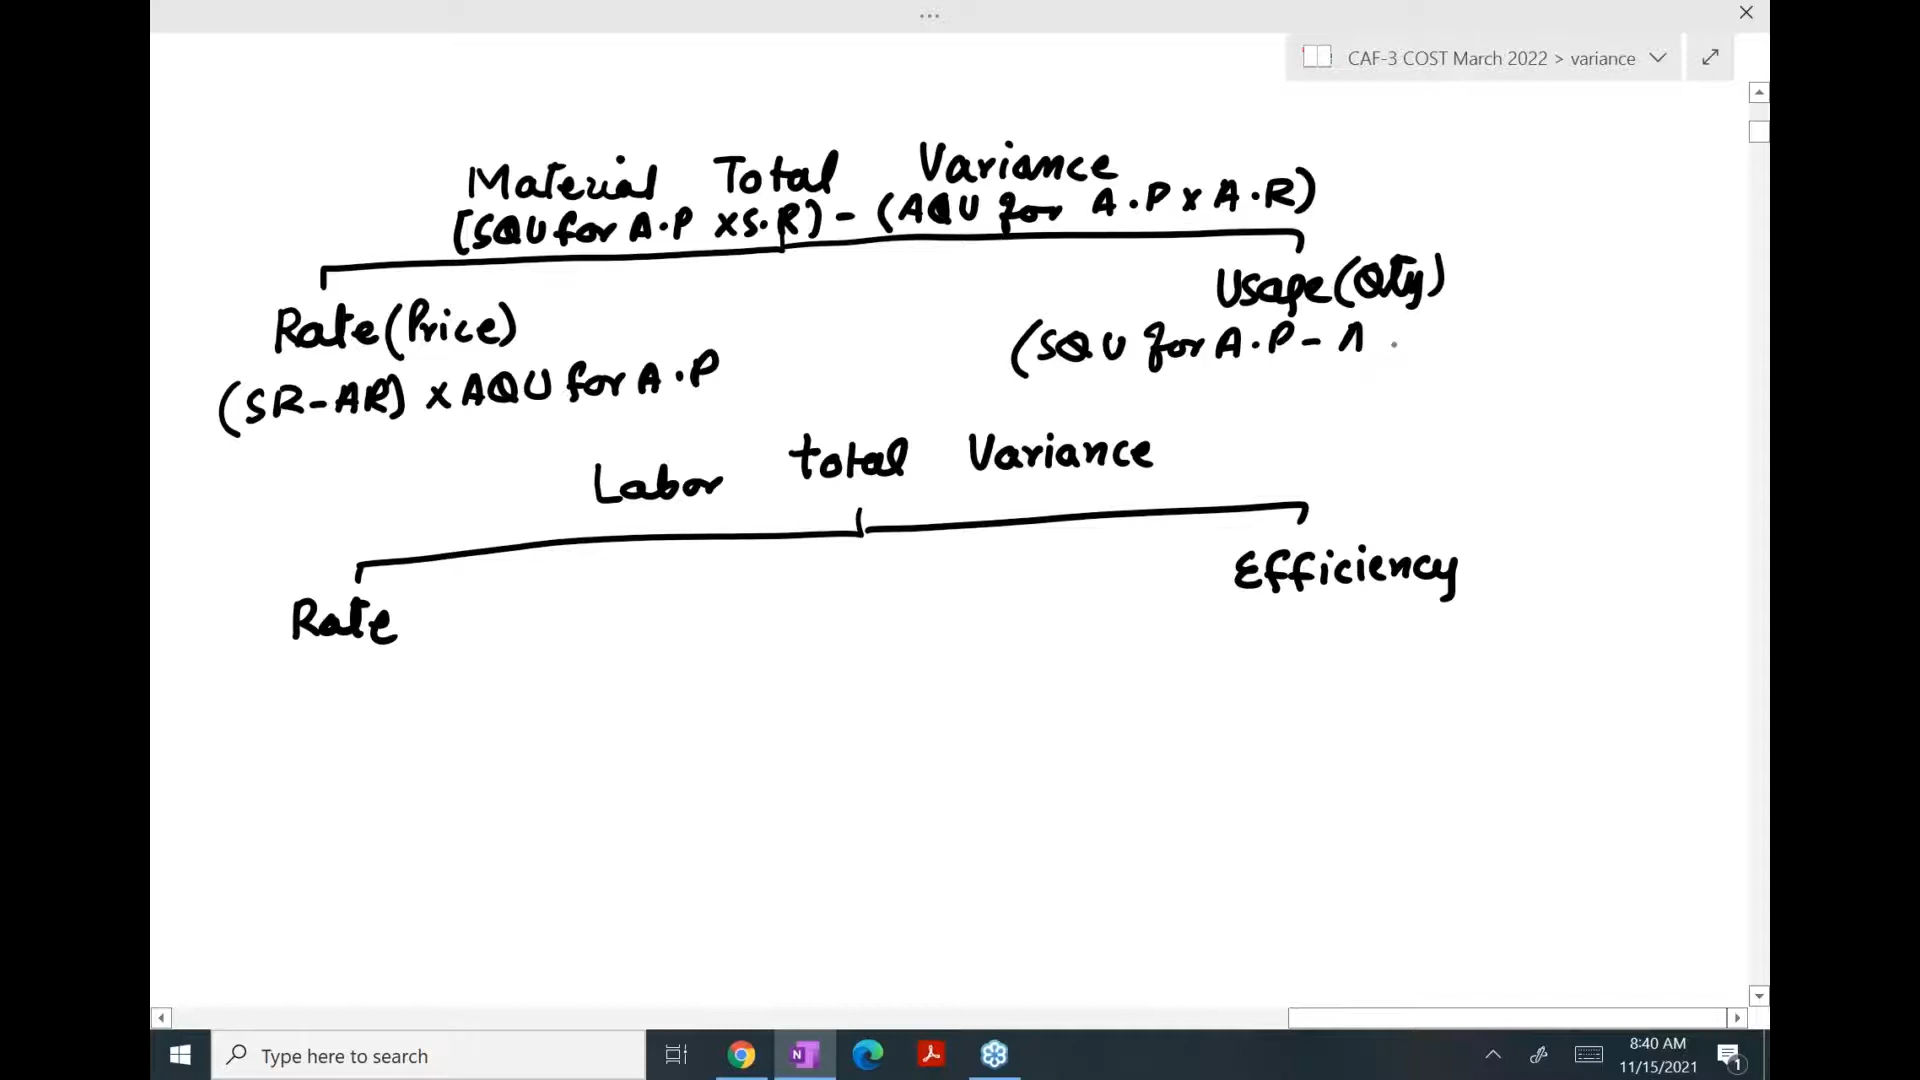 ...
CAF-3 COST March 2022 > variance
Material Total Variance
[SQU for A.P x S.R) - (AQU for A.P x A.R)
Usage (Qty)
Rate (Price)
(SQU for A.P -
(SR-AR) x AQU for A.P
Labor total Variance
Efficiency
Rate
Type here to search
8:40 AM
11/15/2021
1